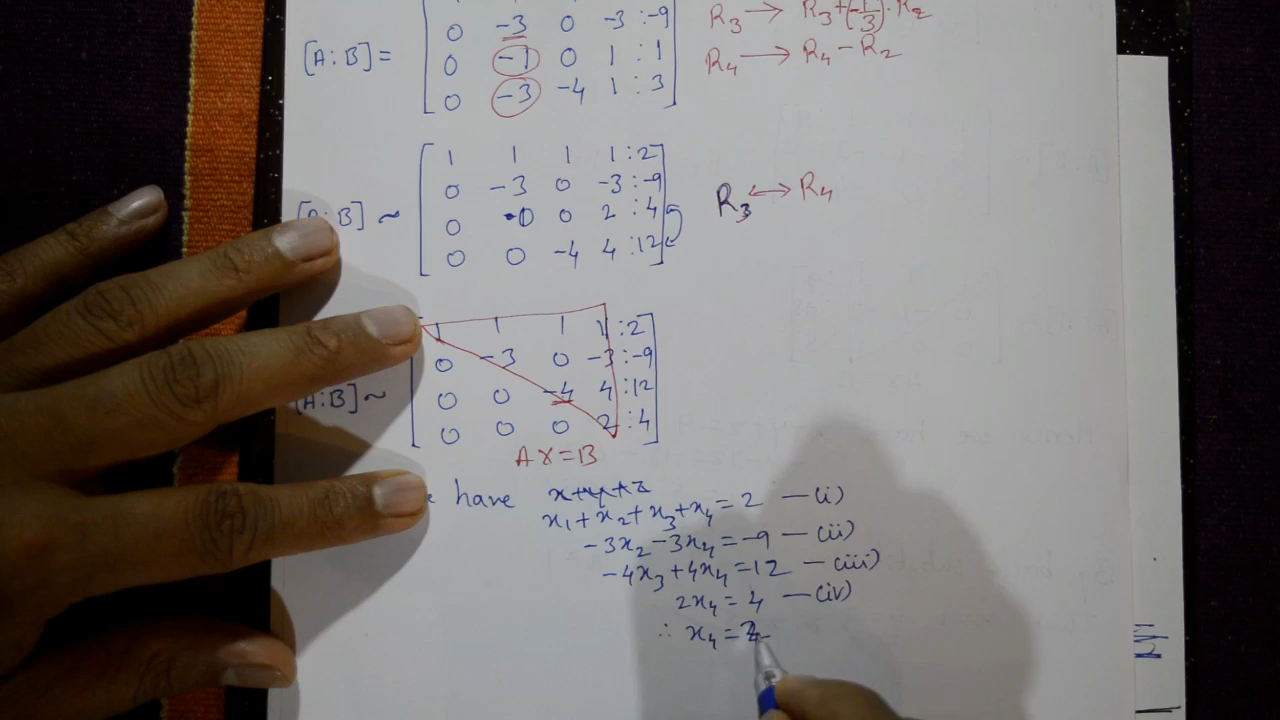 0 -3 0 -3 : -9 R3 → R3+(-1/3).R2
[A:B] = 0 -1 0 1 : 1 R4 → R4 - R2
0 -3 -4 1 : 3
1 1 1 1 : 2
0 -3 0 -3 : -9
[A:B] ~ 0 0 0 2 : 4 R3 ↔ R4
0 0 -4 4 : 12
1 1 1 1 : 2
0 -3 0 -3 : -9
[A:B] ~ 0 0 -4 4 : 12
0 0 0 2 : 4
AX=B
have x+y+z
x1+x2+x3+x4=2 —(i)
-3x2-3x4=-9 —(ii)
-4x3+4x4=12 —(iii)
2x4=4 —(iv)
∴ x4=2